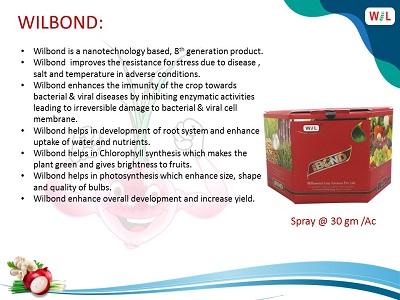 WILBOND:
W!L
• Wilbond is a nanotechnology based, 8th generation product.
• Wilbond  improves the resistance for stress due to disease ,
salt and temperature in adverse conditions.
• Wilbond enhances the immunity of the crop towards
bacterial & viral diseases by inhibiting enzymatic activities
leading to irreversible damage to bacterial & viral cell
membrane.
• Wilbond helps in development of root system and enhance
uptake of water and nutrients.
• Wilbond helps in Chlorophyll synthesis which makes the
plant green and gives brightness to fruits.
• Wilbond helps in photosynthesis which enhance size, shape
and quality of bulbs.
• Wilbond enhance overall development and increase yield.
W!L
BOND
Spray @ 30 gm /Ac